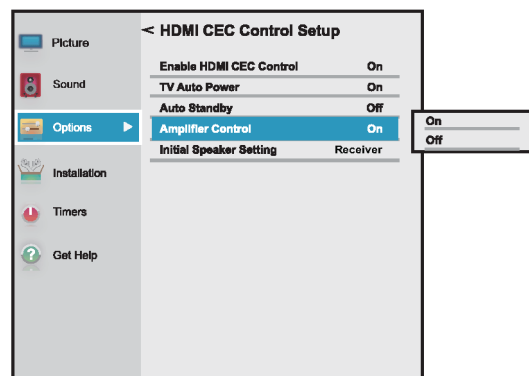 < HDMI CEC Control Setup
Picture
Sound
Options
Installation
Timers
Get Help
Enable HDMI CEC Control On
TV Auto Power On
Auto Standby Off
Amplifier Control On
Initial Speaker Setting Receiver
On
Off